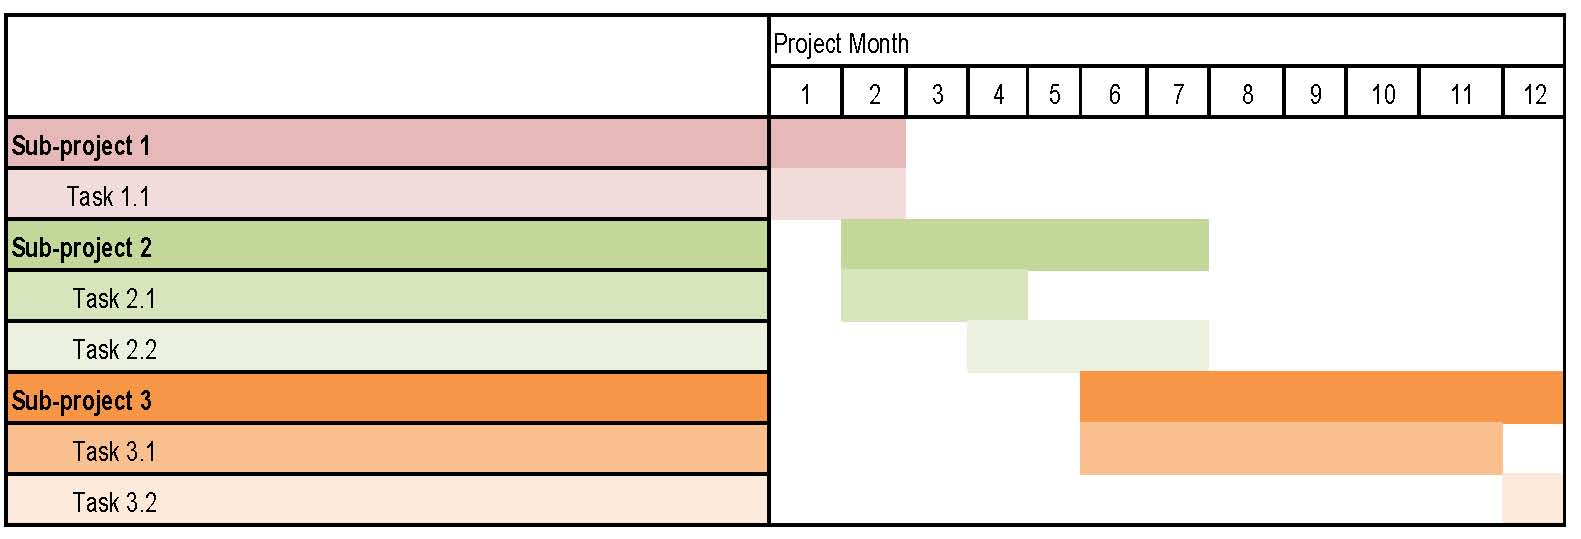 Project Month
1 2 3 4 5 6 7 8 9 10 11 12
Sub-project 1
Task 1.1
Sub-project 2
Task 2.1
Task 2.2
Sub-project 3
Task 3.1
Task 3.2